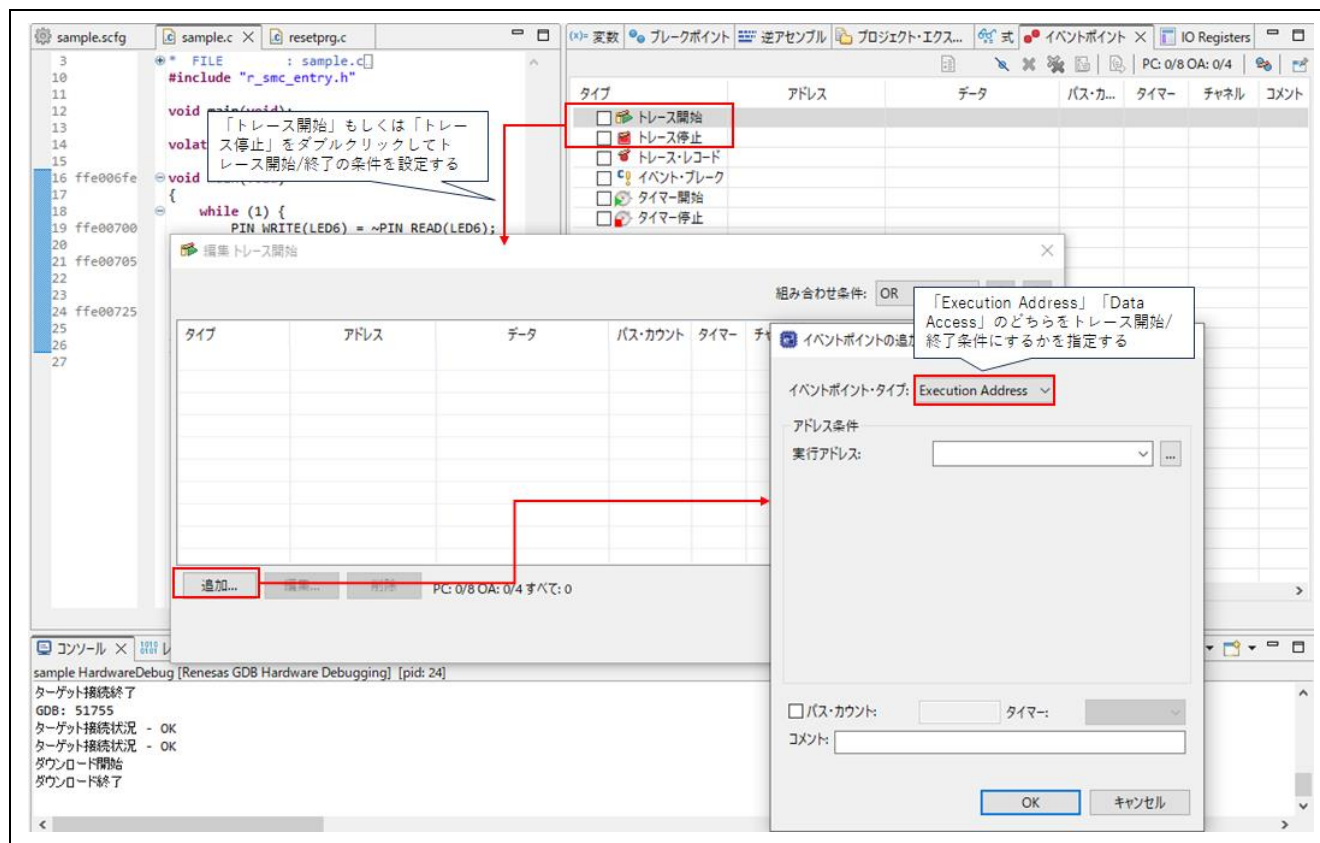 sample.scfg
sample.c
resetprg.c
3 * FILE : sample.c
10 #include "r_smc_entry.h"
11
12
13
14
15
16 ffe006fe
17 {
18 while (1) {
19 ffe00700 PIN_WRITE(LED6) = ~PIN_READ(LED6);
20
21 ffe00705
22
23
24 ffe00725
25
26
27
「トレース開始」もしくは「トレー
ス停止」をダブルクリックしてト
レース開始/終了の条件を設定する
(x)= 変数 ブレークポイント 逆アセンブル プロジェクト・エクス... 式 イベントポイント IO Registers
PC: 0/8 OA: 0/4
タイプ アドレス データ パス・カ... タイマー チャネル コメント
トレース開始
トレース停止
トレース・レコード
イベント・ブレーク
タイマー開始
タイマー停止
編集 トレース開始
組み合わせ条件: OR
タイプ アドレス データ パス・カウント タイマー
追加... 編集... 削除 PC: 0/8 OA: 0/4 すべて: 0
「Execution Address」「Data
Access」のどちらをトレース開始/
終了条件にするかを指定する
イベントポイントの追加
イベントポイント・タイプ: Execution Address
アドレス条件
実行アドレス: ...
パス・カウント: タイマー:
コメント:
OK キャンセル
コンソール
sample HardwareDebug [Renesas GDB Hardware Debugging] [pid: 24]
ターゲット接続終了
GDB: 51755
ターゲット接続状況 - OK
ターゲット接続状況 - OK
ダウンロード開始
ダウンロード終了